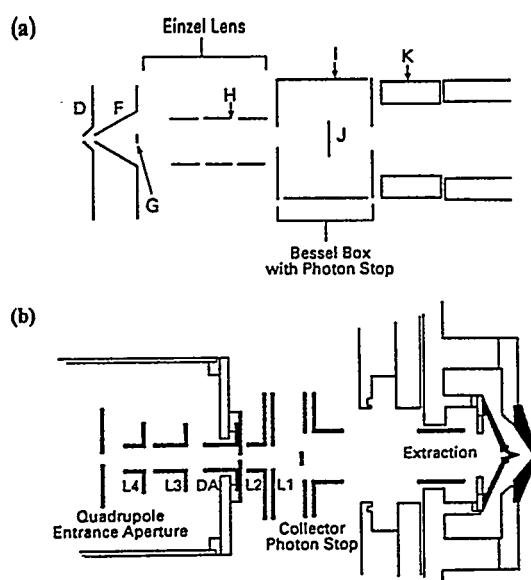 (a)
Einzel Lens
D
F
H
I
K
J
G
Bessel Box
with Photon Stop
(b)
Extraction
L4
L3
DA
L2
L1
Quadrupole
Entrance Aperture
Collector
Photon Stop